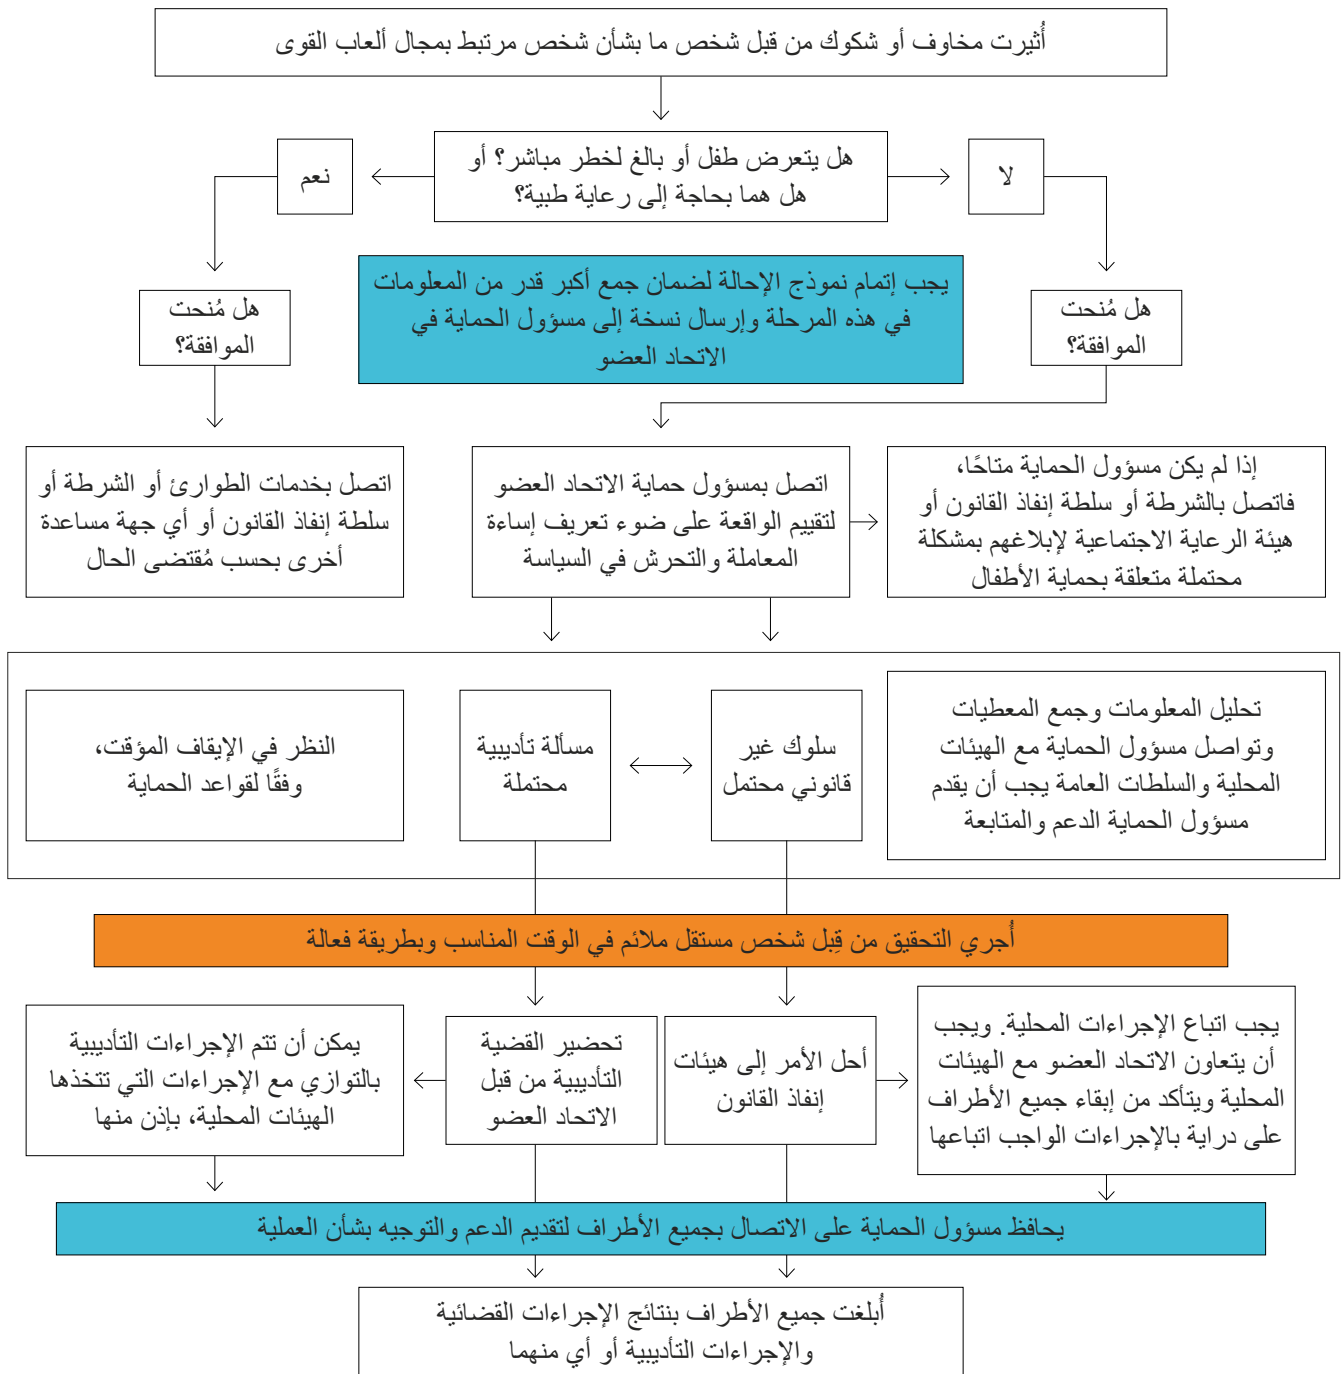 أُثيرت مخاوف أو شكوك من قبل شخص ما بشأن شخص مرتبط بمجال ألعاب القوى
هل يتعرض طفل أو بالغ لخطر مباشر؟ أو
هل هما بحاجة إلى رعاية طبية؟
لا
نعم
يجب إتمام نموذج الإحالة لضمان جمع أكبر قدر من المعلومات
في هذه المرحلة وإرسال نسخة إلى مسؤول الحماية في
الاتحاد العضو
هل مُنحت
الموافقة؟
هل مُنحت
الموافقة؟
إذا لم يكن مسؤول الحماية متاحًا،
فاتصل بالشرطة أو سلطة إنفاذ القانون أو
هيئة الرعاية الاجتماعية لإبلاغهم بمشكلة
محتملة متعلقة بحماية الأطفال
اتصل بمسؤول حماية الاتحاد العضو
لتقييم الواقعة على ضوء تعريف إساءة
المعاملة والتحرش في السياسة
اتصل بخدمات الطوارئ أو الشرطة أو
سلطة إنفاذ القانون أو أي جهة مساعدة
أخرى بحسب مُقتضى الحال
تحليل المعلومات وجمع المعطيات
وتواصل مسؤول الحماية مع الهيئات
المحلية والسلطات العامة يجب أن يقدم
مسؤول الحماية الدعم والمتابعة
سلوك غير
قانوني محتمل
مسألة تأديبية
محتملة
النظر في الإيقاف المؤقت،
وفقًا لقواعد الحماية
أُجري التحقيق من قِبل شخص مستقل ملائم في الوقت المناسب وبطريقة فعالة
يجب اتباع الإجراءات المحلية. ويجب
أن يتعاون الاتحاد العضو مع الهيئات
المحلية ويتأكد من إبقاء جميع الأطراف
على دراية بالإجراءات الواجب اتباعها
أحل الأمر إلى هيئات
إنفاذ القانون
تحضير القضية
التأديبية من قبل
الاتحاد العضو
يمكن أن تتم الإجراءات التأديبية
بالتوازي مع الإجراءات التي تتخذها
الهيئات المحلية، بإذن منها
يحافظ مسؤول الحماية على الاتصال بجميع الأطراف لتقديم الدعم والتوجيه بشأن العملية
أُبلغت جميع الأطراف بنتائج الإجراءات القضائية
والإجراءات التأديبية أو أي منهما